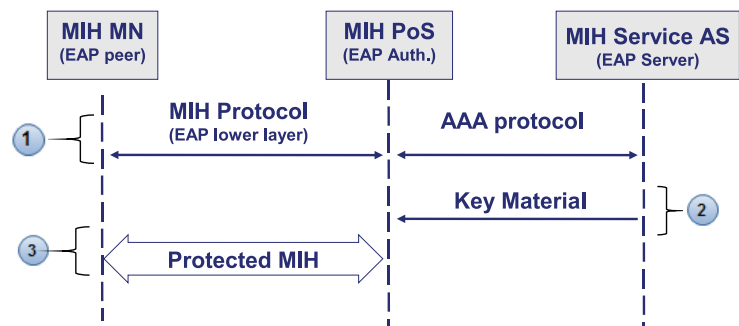 MIH MN
(EAP peer)
MIH PoS
(EAP Auth.)
MIH Service AS
(EAP Server)
1
MIH Protocol
(EAP lower layer)
AAA protocol
Key Material
2
3
Protected MIH